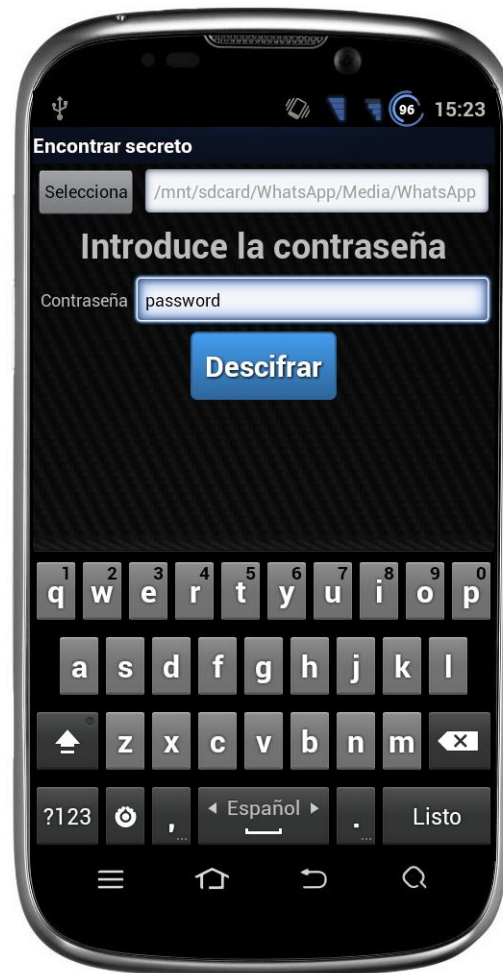 96 15:23
Encontrar secreto
Selecciona /mnt/sdcard/WhatsApp/Media/WhatsApp
Introduce la contraseña
Contraseña password
Descifrar
1 2 3 4 5 6 7 8 9 0
q w e r t y u i o p
a s d f g h j k l
z x c v b n m
?123 , ... Español . ... Listo